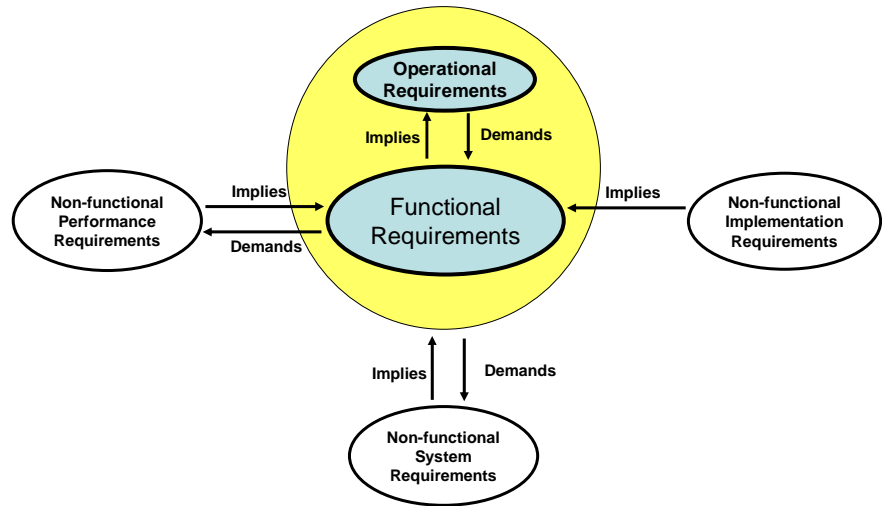 Operational
Requirements
Implies
Demands
Functional
Requirements
Non-functional
Performance
Requirements
Implies
Demands
Implies
Non-functional
Implementation
Requirements
Implies
Demands
Non-functional
System
Requirements